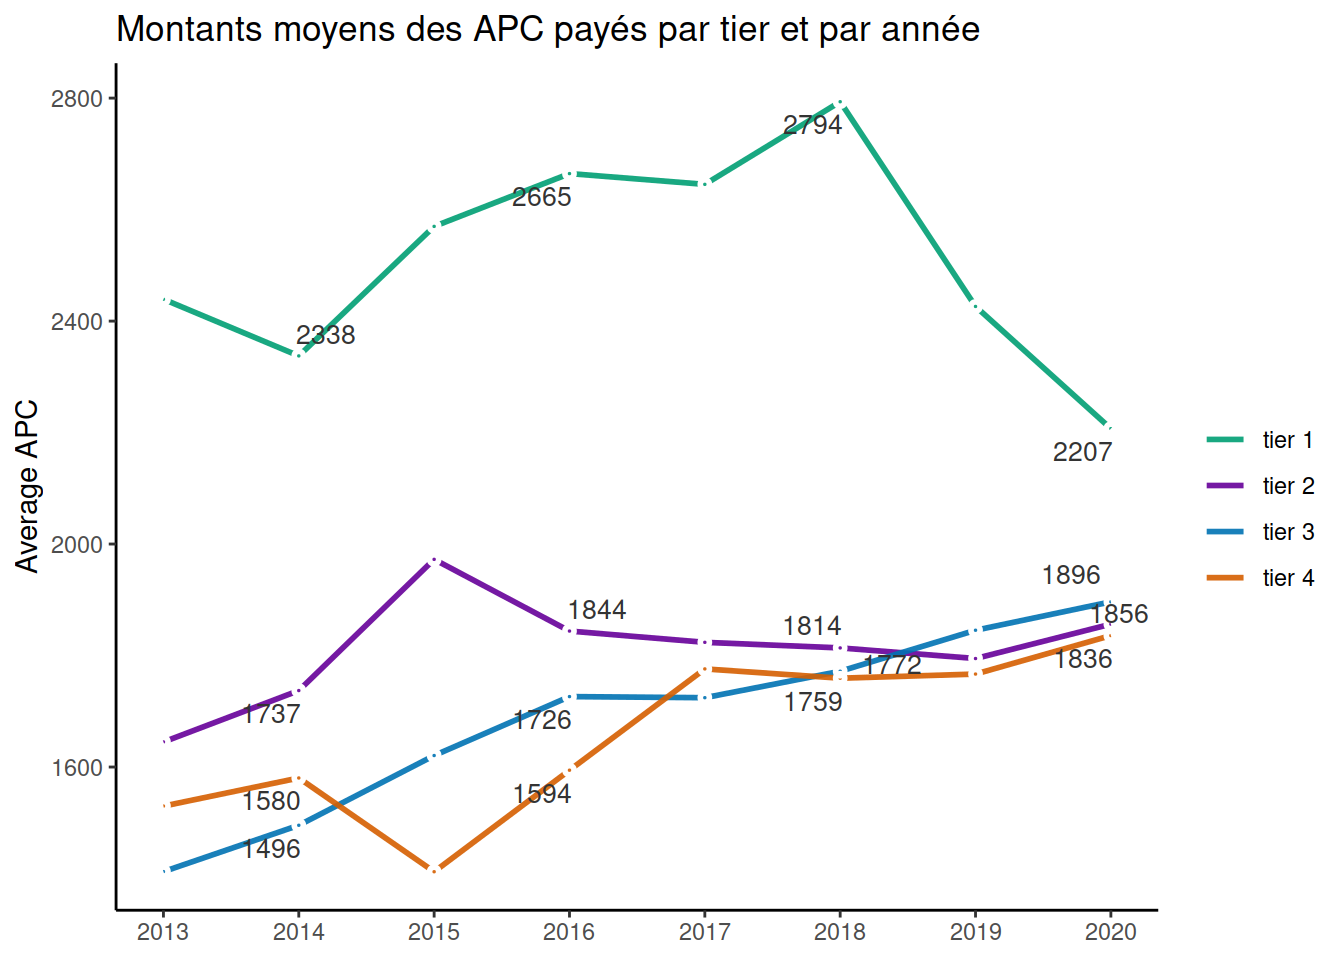 Montants moyens des APC payés par tier et par année
Average APC
2800
2400
2000
1600
2794
2665
2338
2207
1896
1856
1844
1814
1772
1836
1759
1737
1726
1580
1594
1496
tier 1
tier 2
tier 3
tier 4
2013 2014 2015 2016 2017 2018 2019 2020